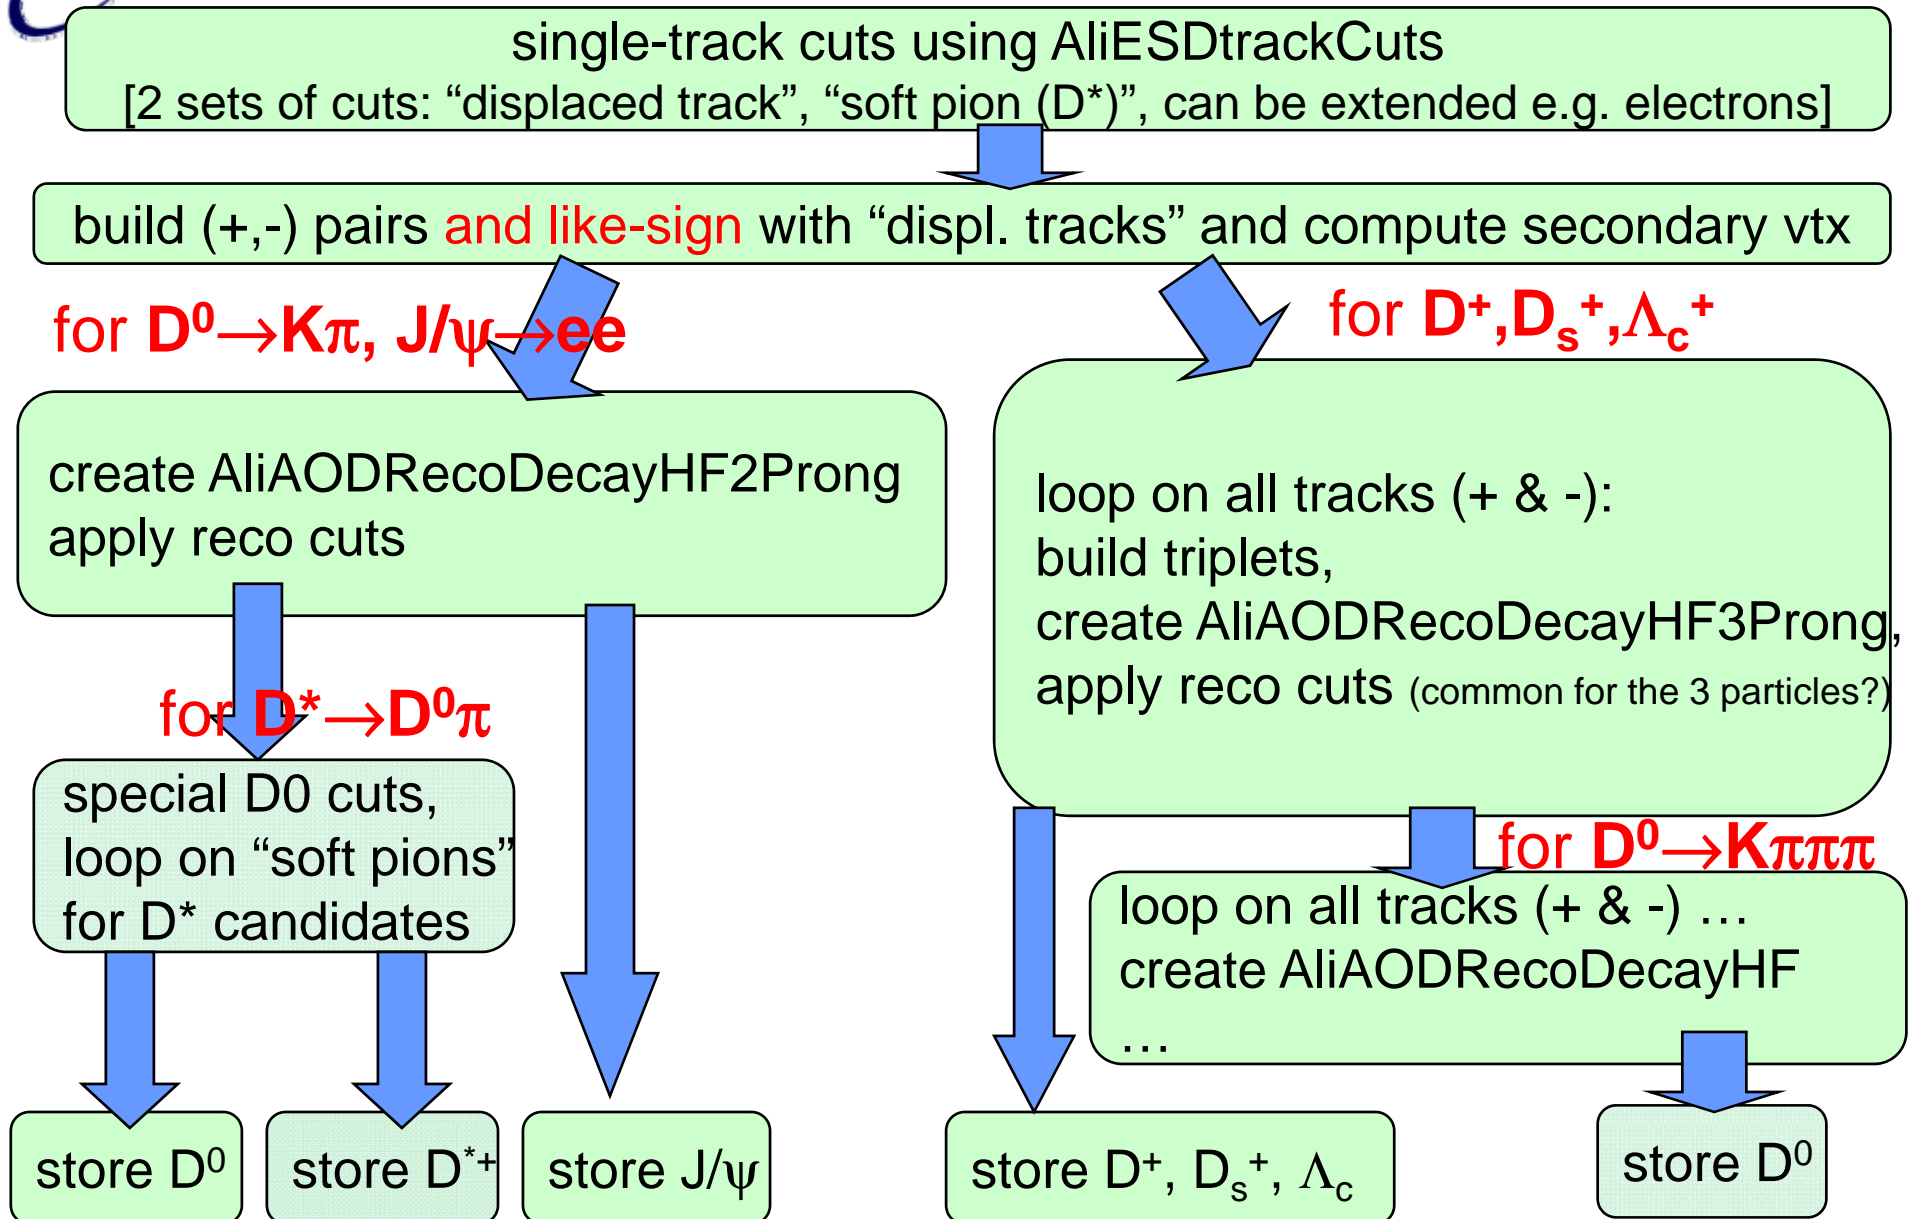 single-track cuts using AliESDtrackCuts
[2 sets of cuts: “displaced track”, “soft pion (D*)”, can be extended e.g. electrons]
build (+,-) pairs and like-sign with “displ. tracks” and compute secondary vtx
for D⁰→Kπ, J/ψ→ee
for D⁺,Dₛ⁺,Λc⁺
create AliAODRecoDecayHF2Prong
apply reco cuts
loop on all tracks (+ & -):
build triplets,
create AliAODRecoDecayHF3Prong,
apply reco cuts (common for the 3 particles?)
for D*→D⁰π
special D0 cuts,
loop on “soft pions”
for D* candidates
for D⁰→Kπππ
loop on all tracks (+ & -) …
create AliAODRecoDecayHF
…
store D⁰
store D*⁺
store J/ψ
store D⁺, Dₛ⁺, Λc
store D⁰